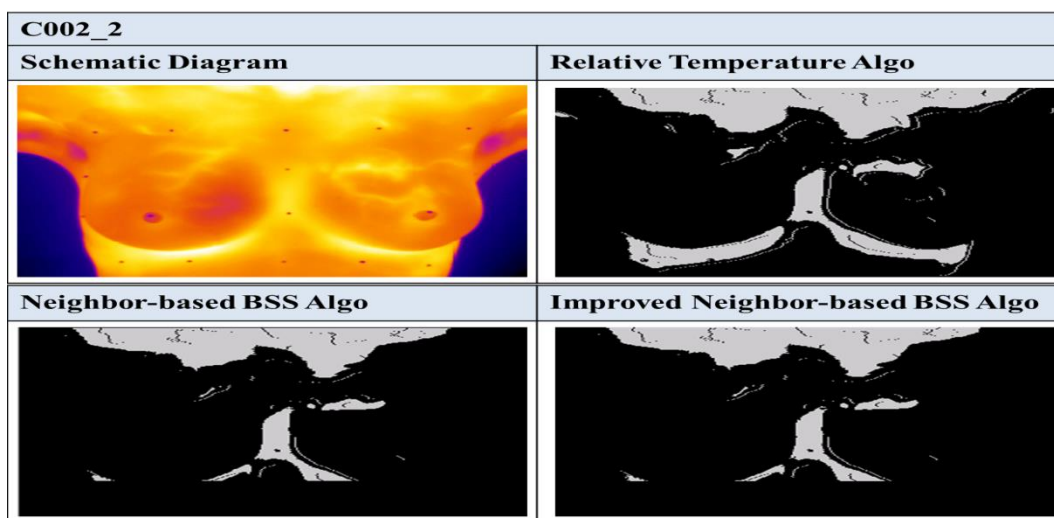 C002_2
Schematic Diagram
Relative Temperature Algo
Neighbor-based BSS Algo
Improved Neighbor-based BSS Algo